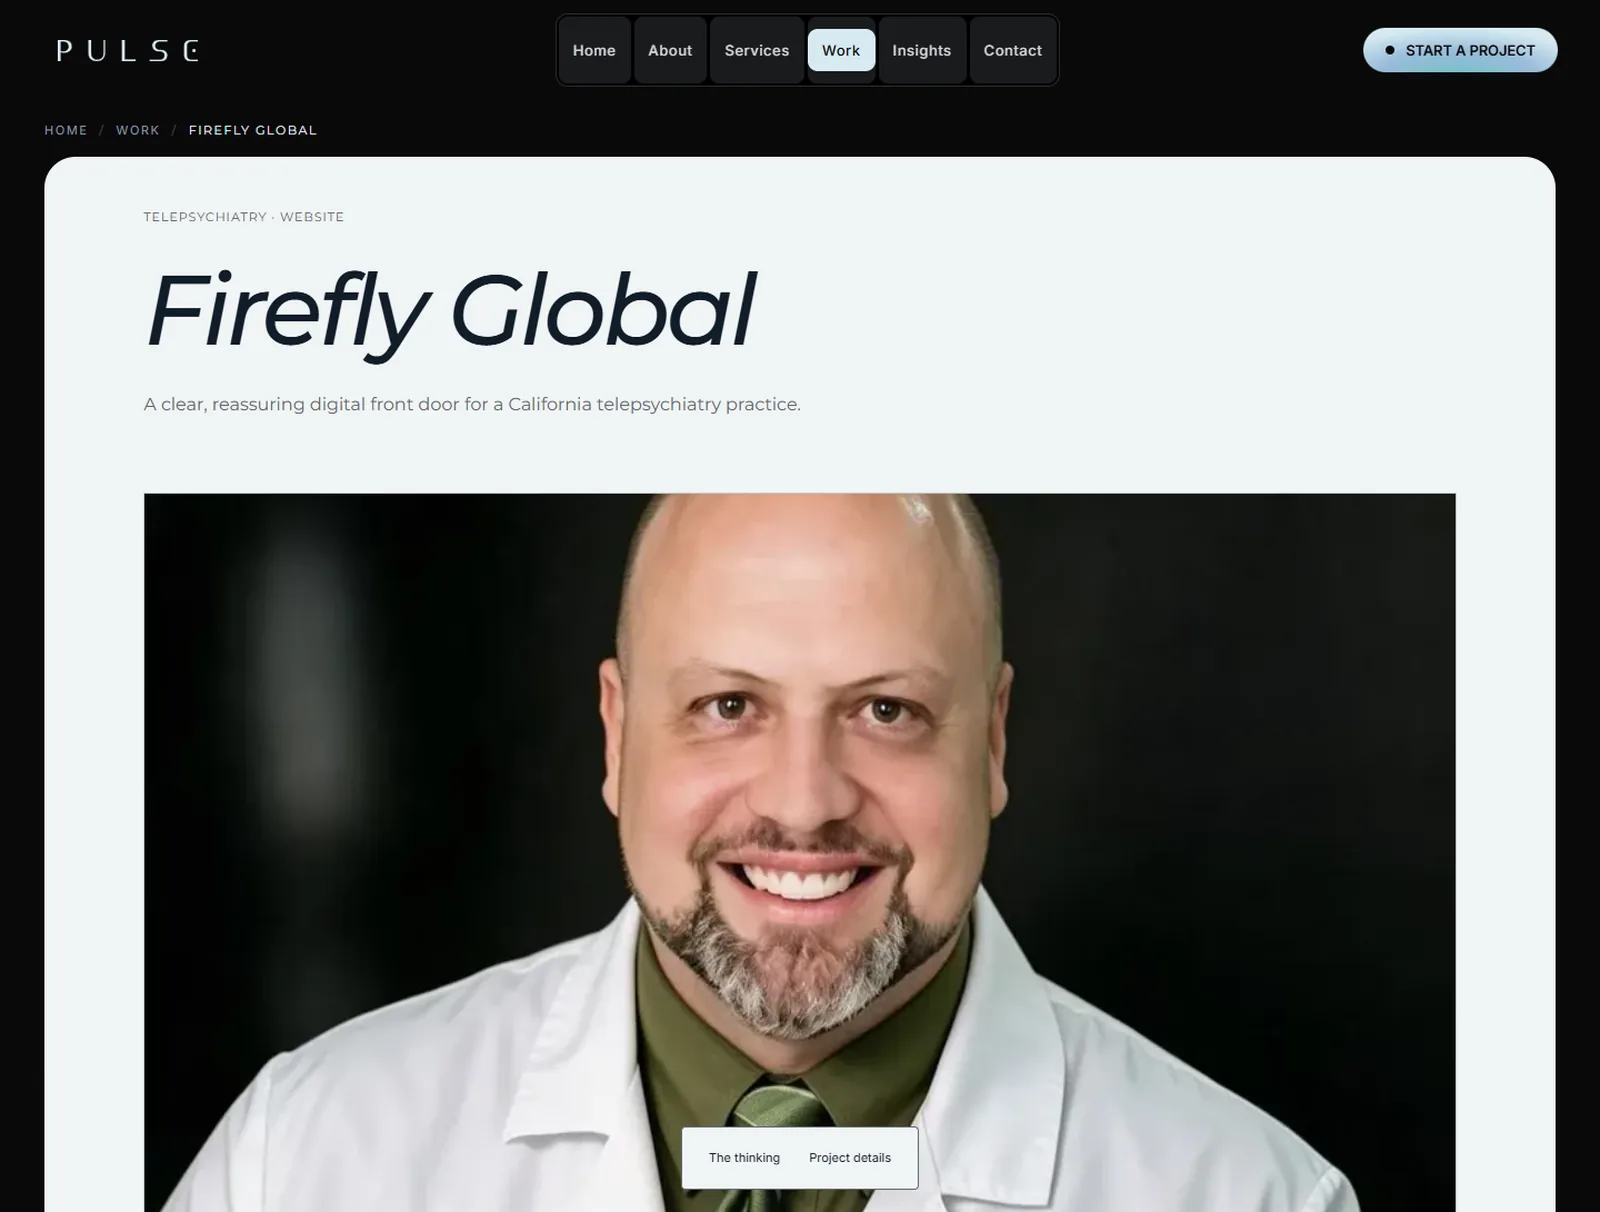 PULSE
Home About Services Work Insights Contact
START A PROJECT
HOME / WORK / FIREFLY GLOBAL
TELEPSYCHIATRY · WEBSITE
Firefly Global
A clear, reassuring digital front door for a California telepsychiatry practice.
The thinking Project details